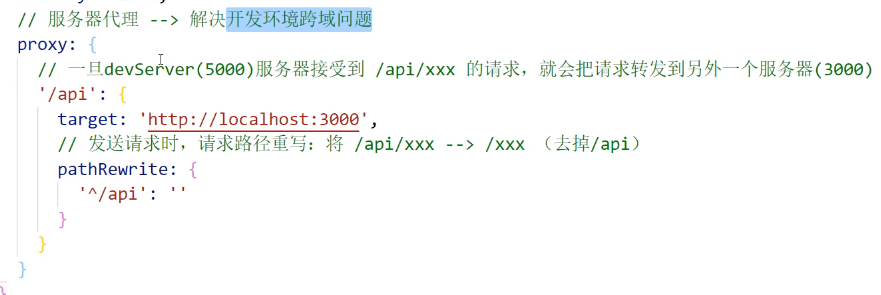 // 服务器代理 --> 解决开发环境跨域问题
proxy: {
// 一旦devServer(5000)服务器接受到 /api/xxx 的请求，就会把请求转发到另外一个服务器(3000)
'/api': {
target: 'http://localhost:3000',
// 发送请求时，请求路径重写：将 /api/xxx --> /xxx （去掉/api）
pathRewrite: {
'^/api': ''
}
}
}
}